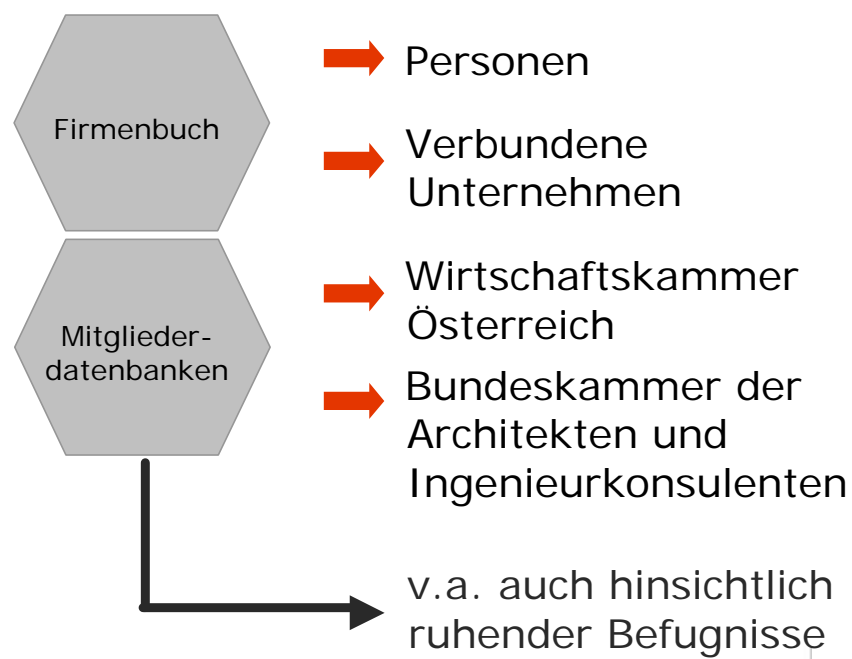 Firmenbuch
Personen
Verbundene
Unternehmen
Mitglieder-
datenbanken
Wirtschaftskammer
Österreich
Bundeskammer der
Architekten und
Ingenieurkonsulenten
v.a. auch hinsichtlich
ruhender Befugnisse